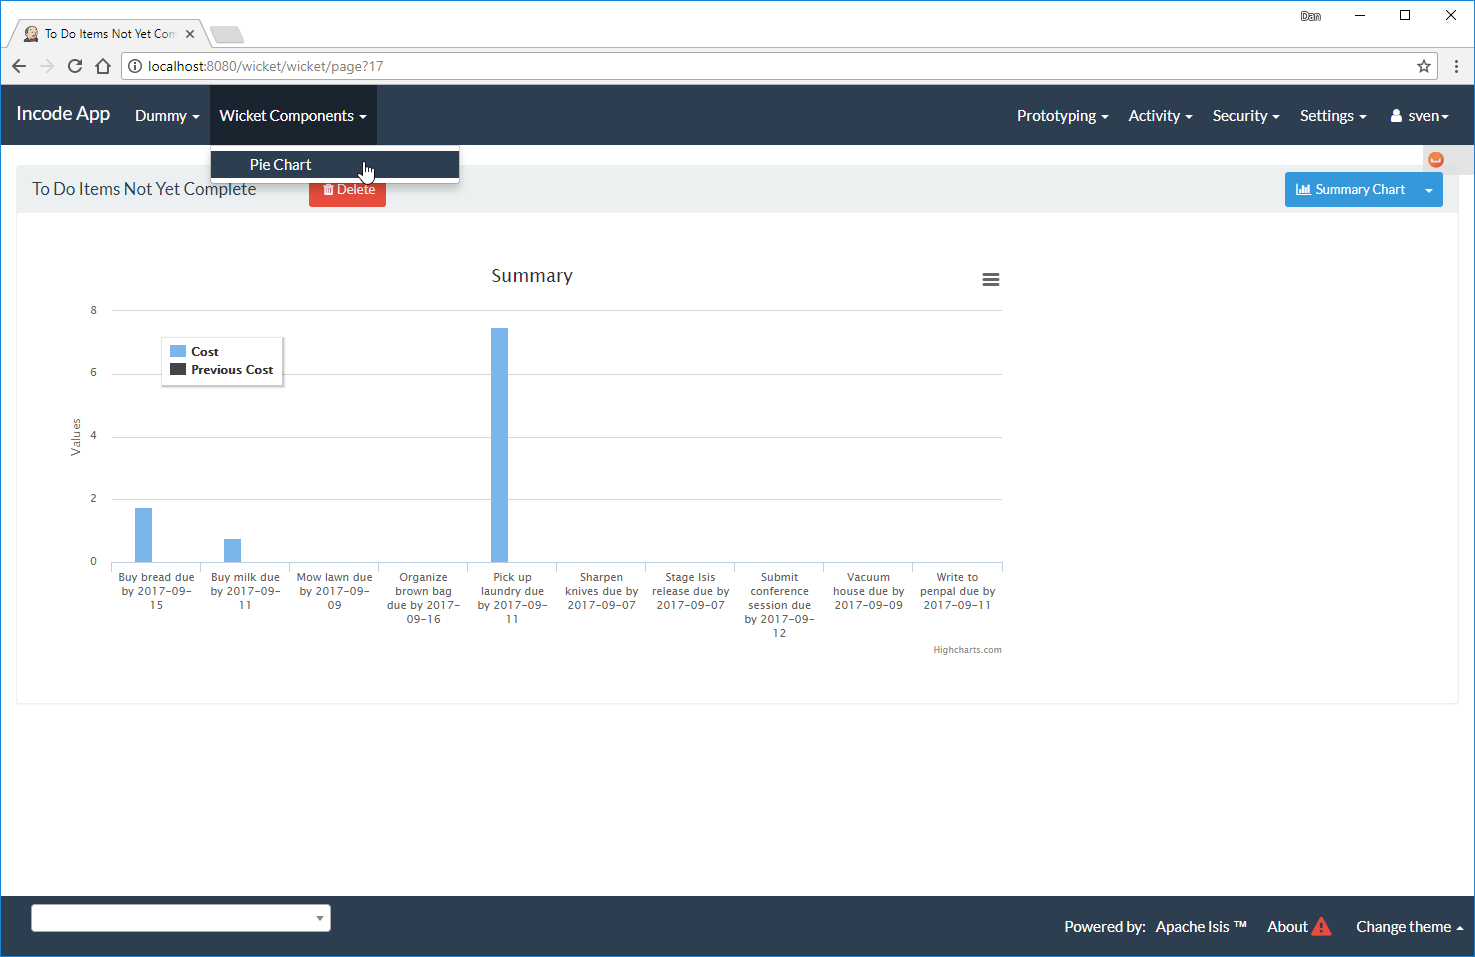 Dan
To Do Items Not Yet Com
localhost:8080/wicket/wicket/page?17
Incode App Dummy Wicket Components Prototyping Activity Security Settings sven
Pie Chart
To Do Items Not Yet Complete Delete Summary Chart
Summary
8
6
4
2
0
Values
Cost
Previous Cost
Buy bread due
by 2017-09-
15
Buy milk due
by 2017-09-
11
Mow lawn due
by 2017-09-
09
Organize
brown bag
due by 2017-
09-16
Pick up
laundry due
by 2017-09-
11
Sharpen
knives due by
2017-09-07
Stage Isis
release due by
2017-09-07
Submit
conference
session due
by 2017-09-
12
Vacuum
house due by
2017-09-09
Write to
penpal due by
2017-09-11
Highcharts.com
Powered by: Apache Isis ™ About Change theme